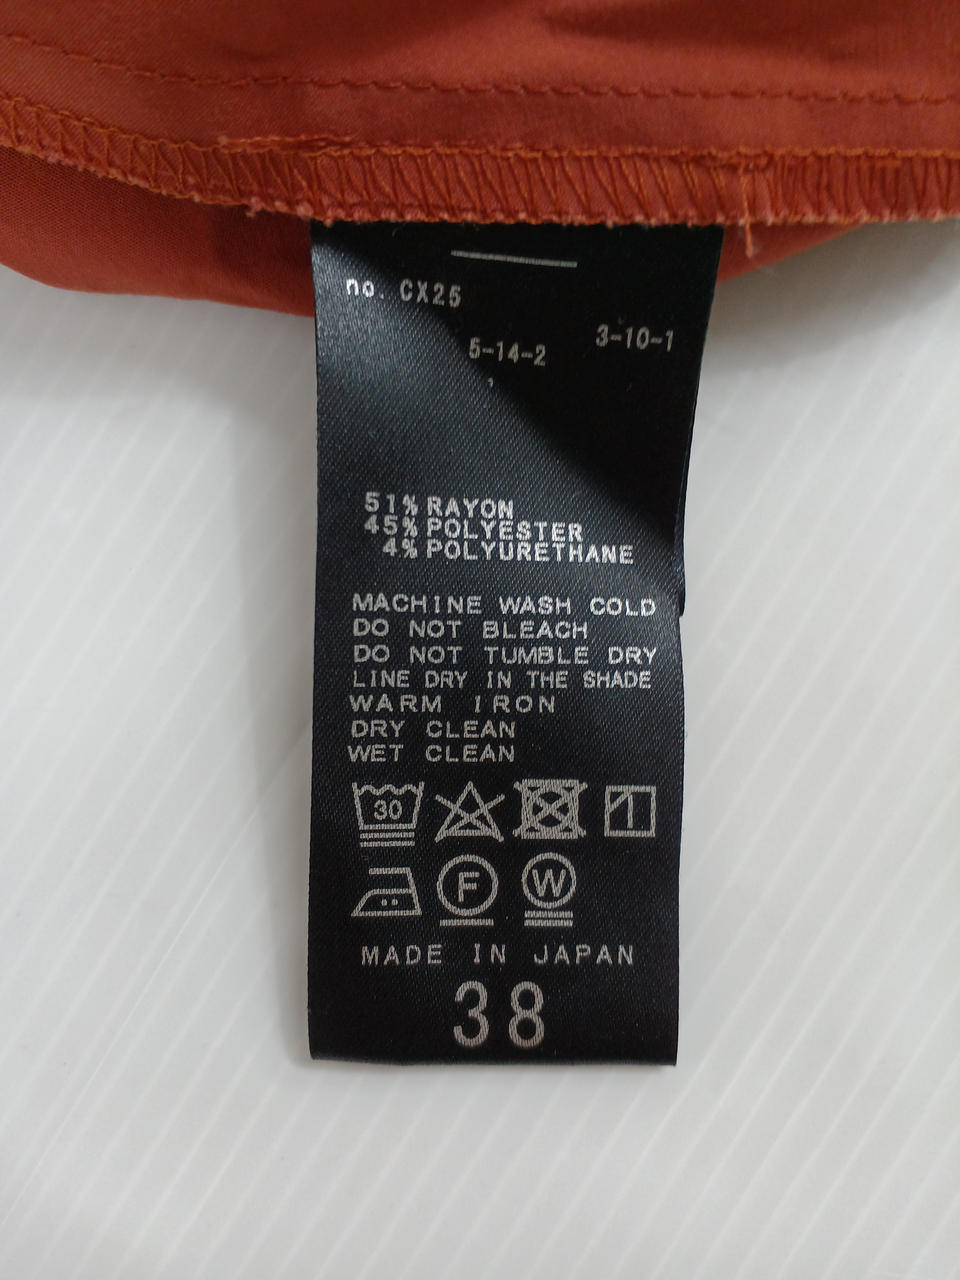 no. CX25
3-10-1
5-14-2
51% RAYON
45% POLYESTER
4% POLYURETHANE
MACHINE WASH COLD
DO NOT BLEACH
DO NOT TUMBLE DRY
LINE DRY IN THE SHADE
WARM IRON
DRY CLEAN
WET CLEAN
30
F W
MADE IN JAPAN
38